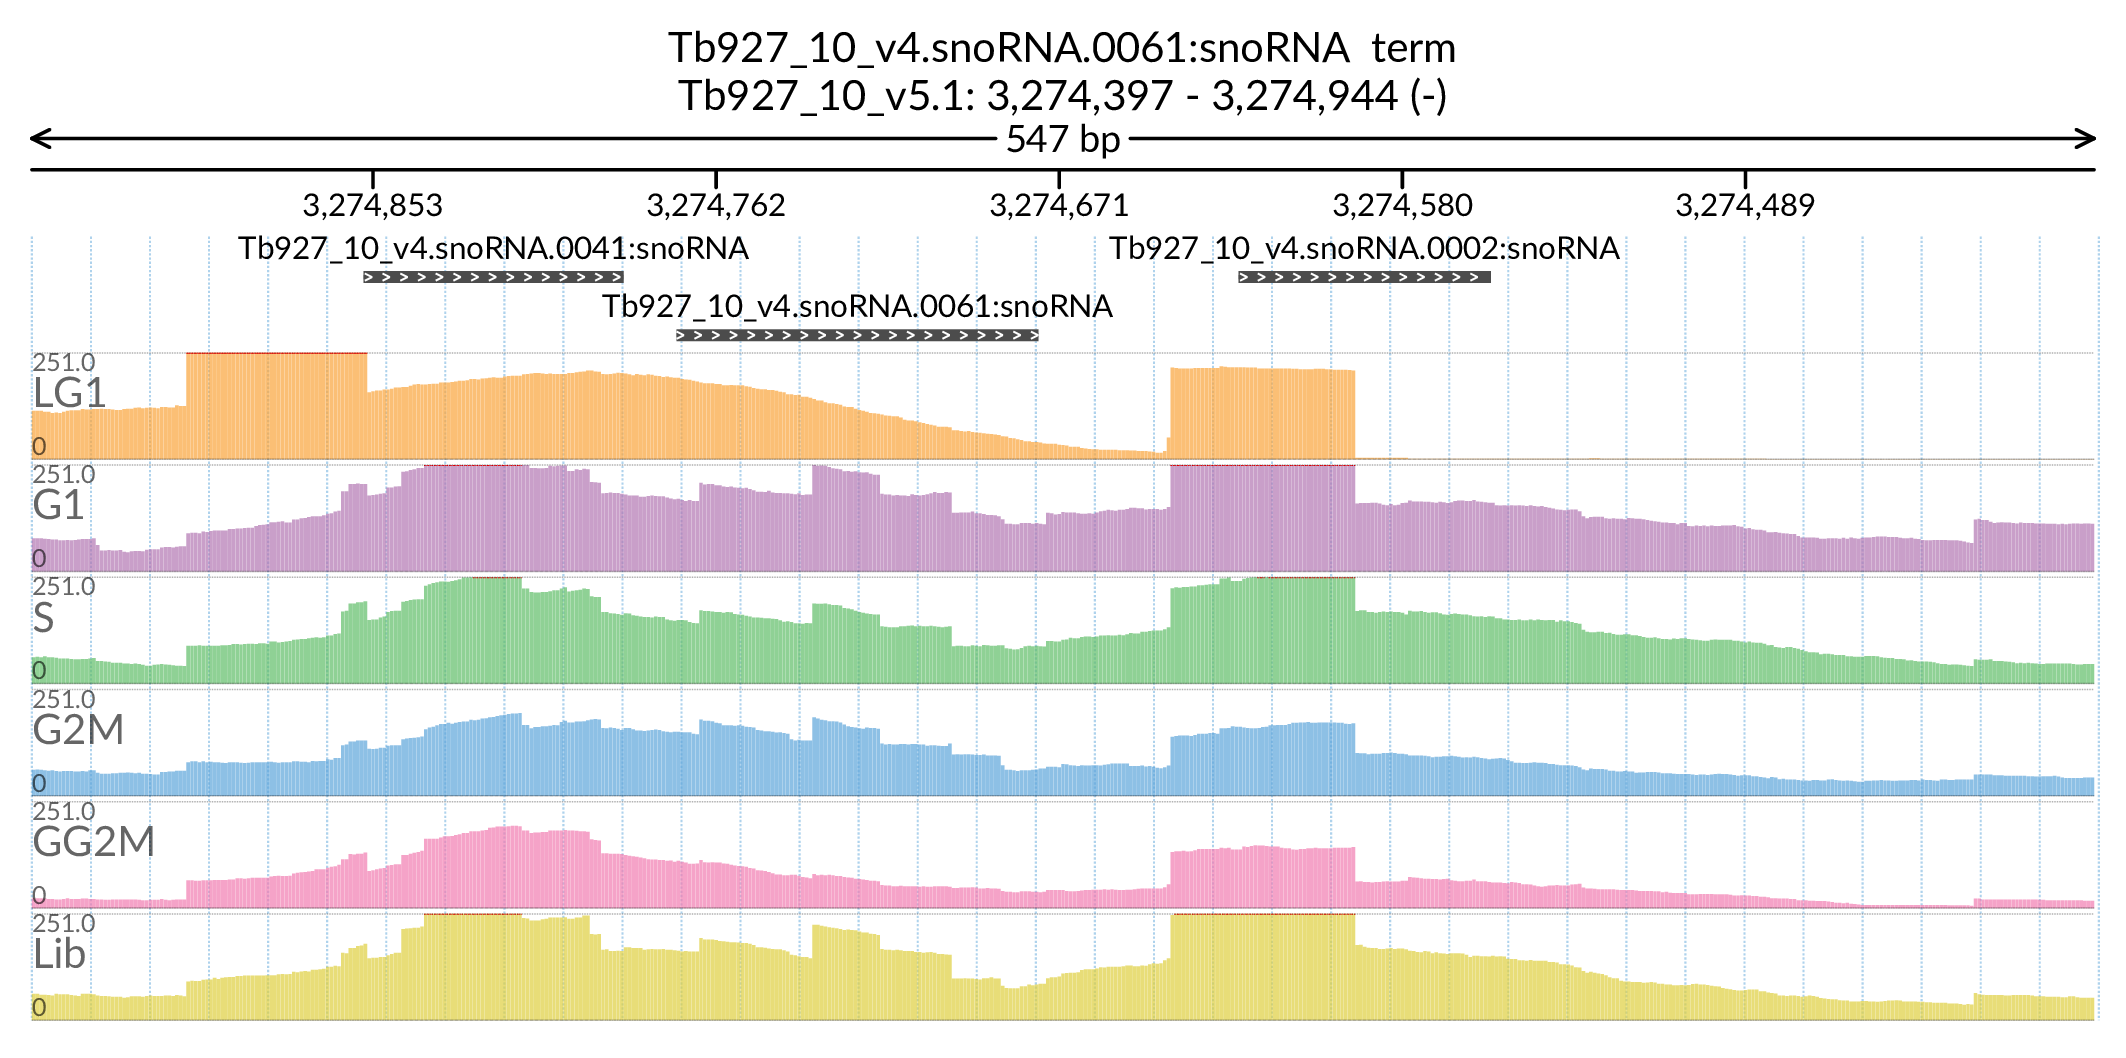 Tb927_10_v4.snoRNA.0061:snoRNA term
Tb927_10_v5.1: 3,274,397 - 3,274,944 (-)
547 bp
3,274,853 3,274,762 3,274,671 3,274,580 3,274,489
Tb927_10_v4.snoRNA.0041:snoRNA Tb927_10_v4.snoRNA.0002:snoRNA
Tb927_10_v4.snoRNA.0061:snoRNA
251.0
LG1
0
251.0
G1
0
251.0
S
0
251.0
G2M
0
251.0
GG2M
0
251.0
Lib
0